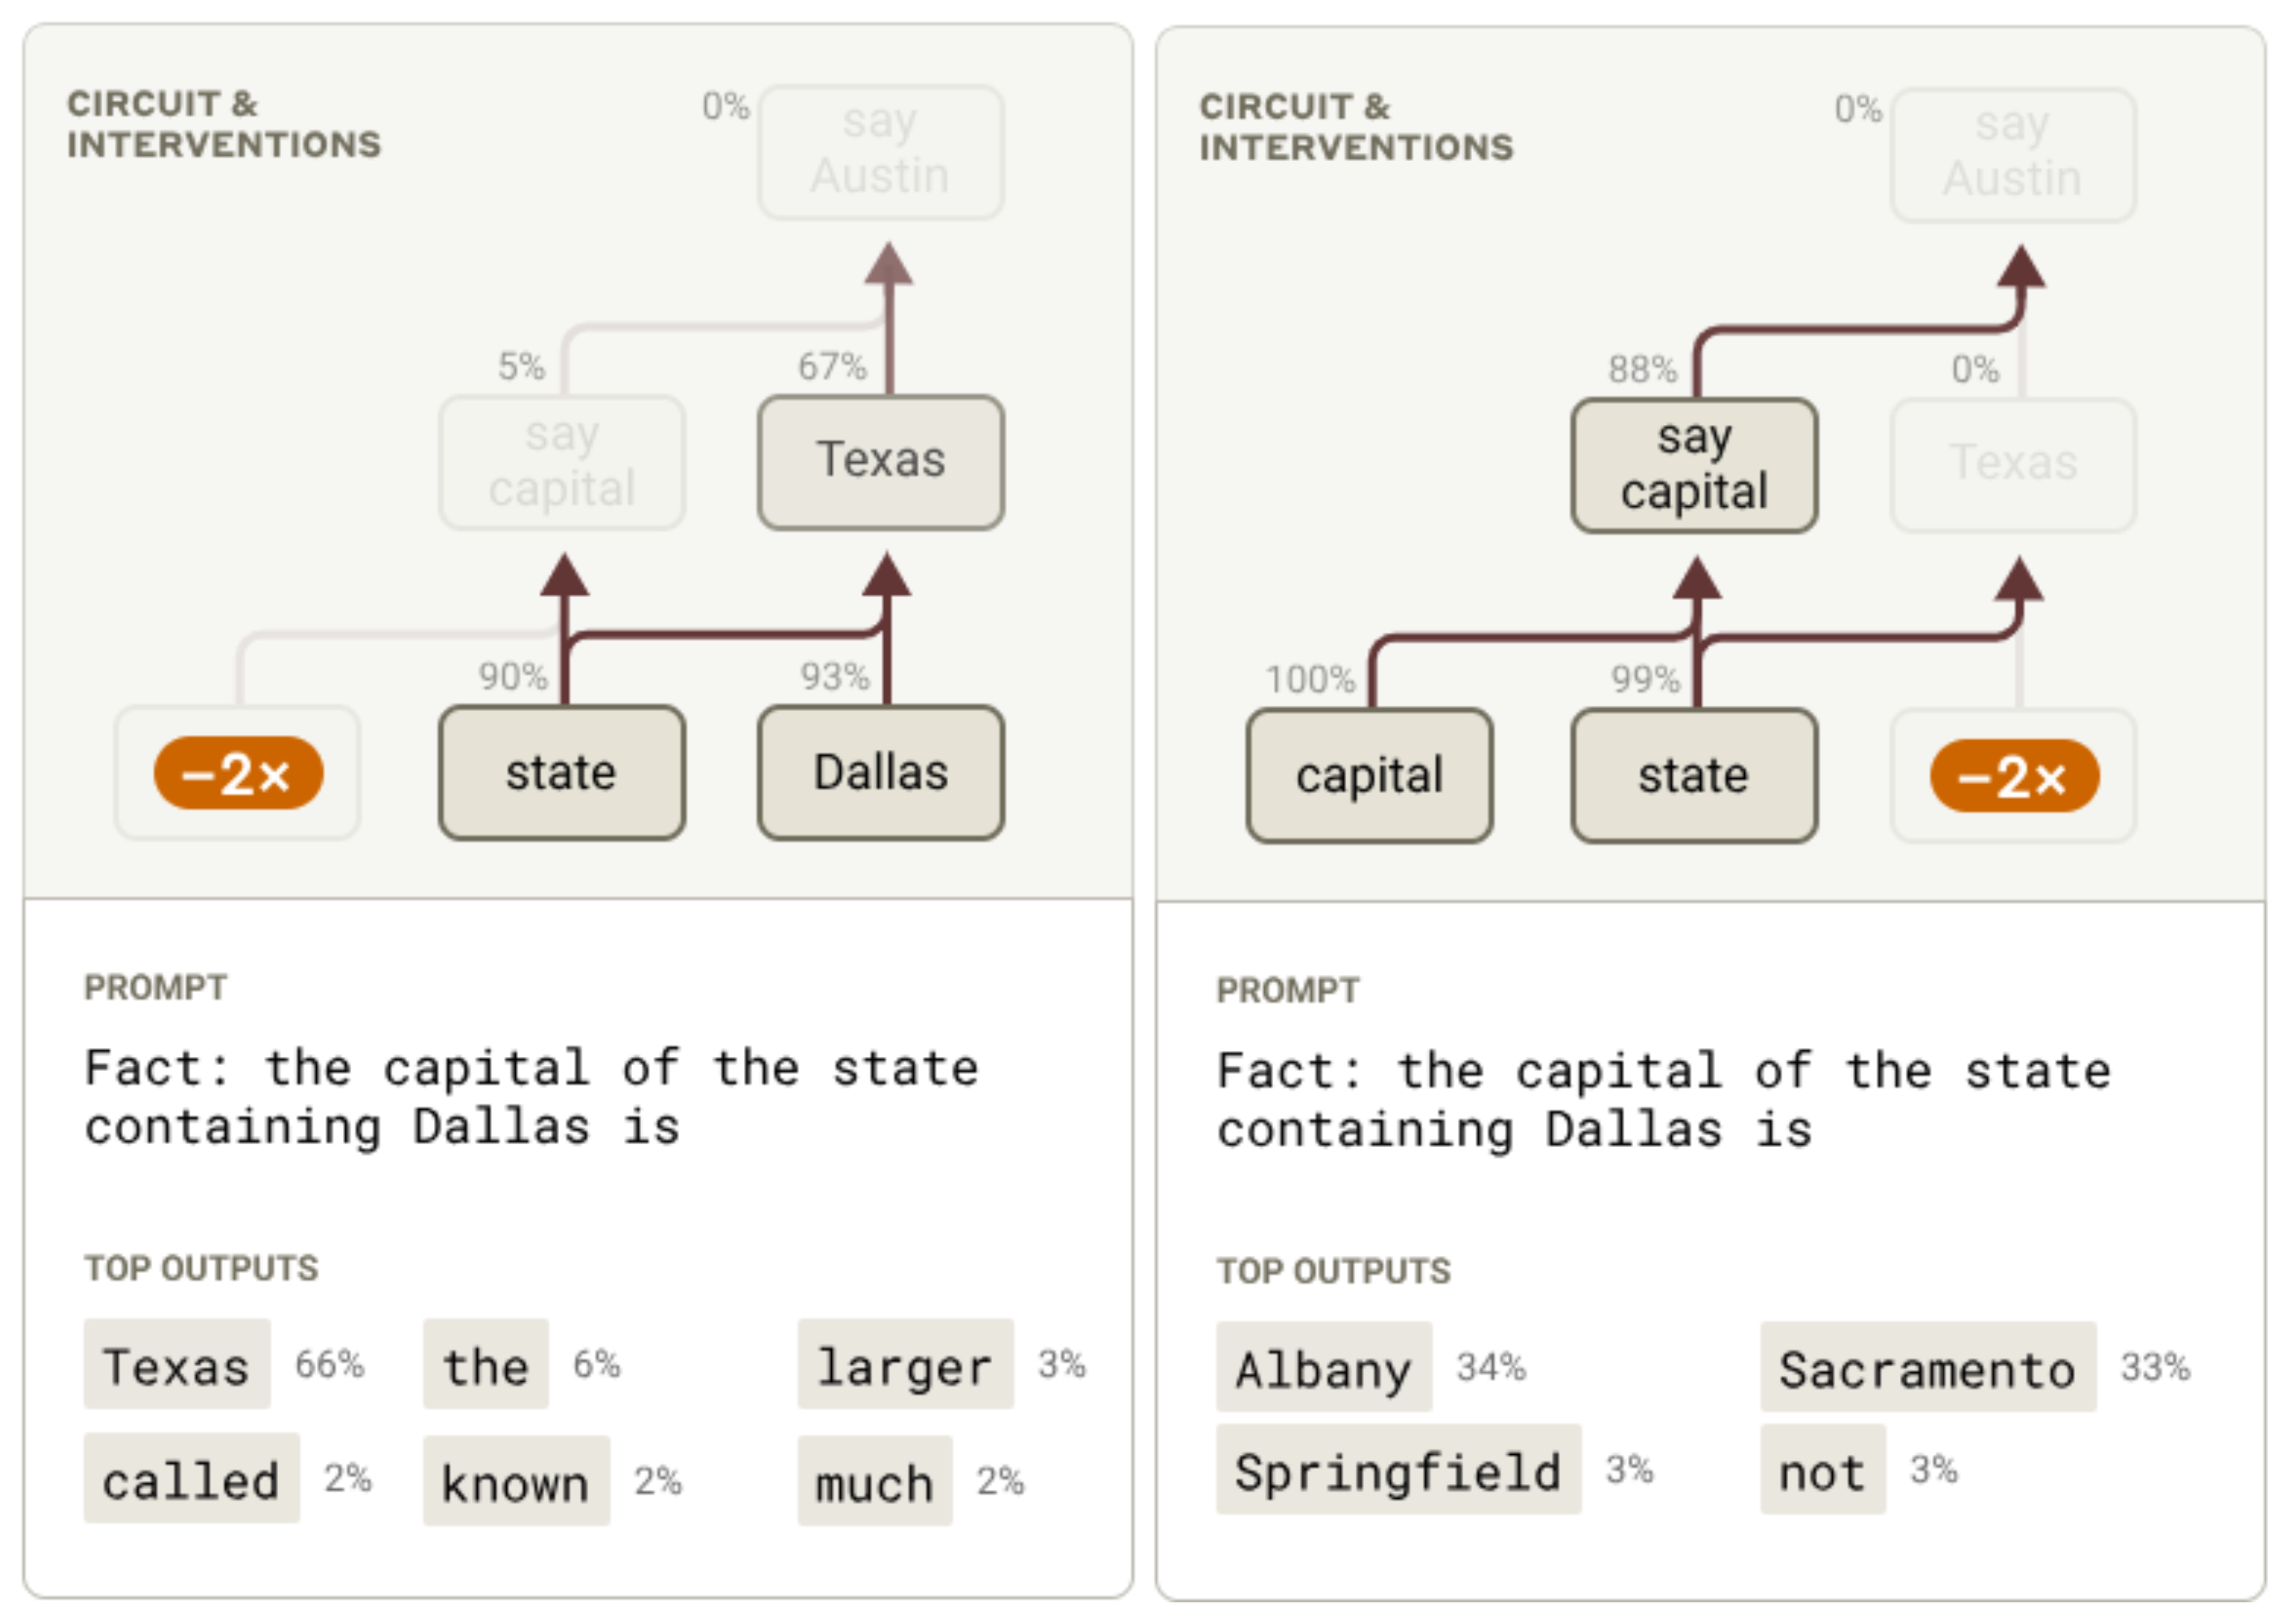 CIRCUIT &
INTERVENTIONS
0%
say
Austin
5%
67%
say
capital
Texas
90%
93%
−2×
state
Dallas
PROMPT
Fact: the capital of the state
containing Dallas is
TOP OUTPUTS
Texas 66% the 6% larger 3%
called 2% known 2% much 2%
CIRCUIT &
INTERVENTIONS
0%
say
Austin
88%
0%
say
capital
Texas
100%
99%
capital
state
−2×
PROMPT
Fact: the capital of the state
containing Dallas is
TOP OUTPUTS
Albany 34% Sacramento 33%
Springfield 3% not 3%